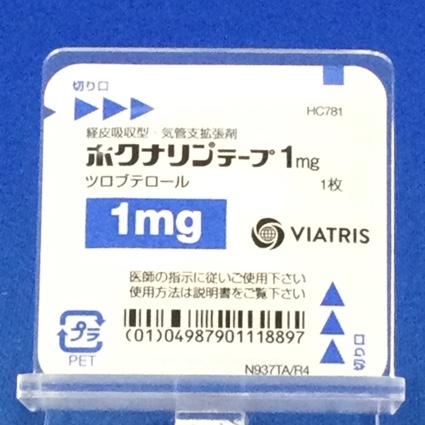 切り口
HC781
経皮吸収型・気管支拡張剤
ホクナリンテープ 1mg
ツロブテロール 1枚
1mg
VIATRIS
医師の指示に従いご使用下さい
使用方法は説明書をご覧下さい
(01)04987901118897
プラ
PET
切り口
N937TA/R4